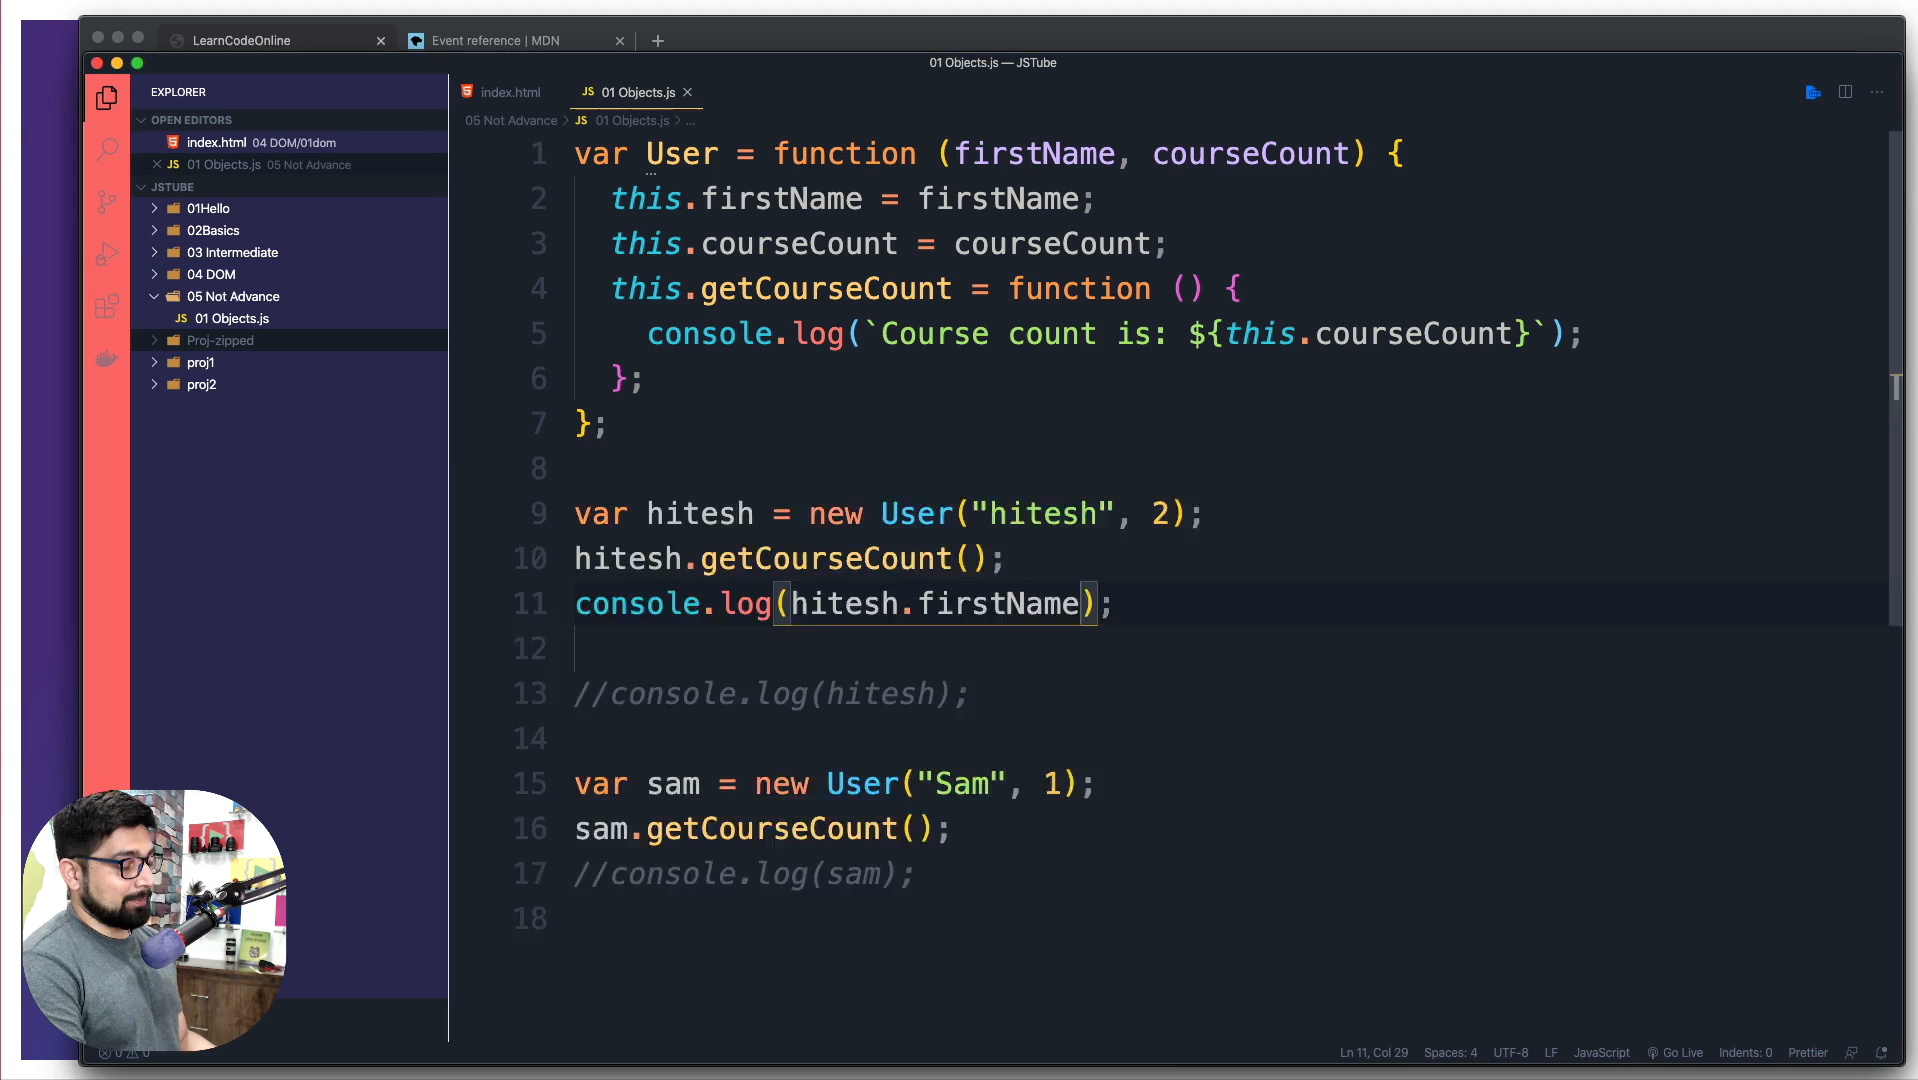 LearnCodeOnline
Event reference | MDN
01 Objects.js — JSTube
EXPLORER
OPEN EDITORS
index.html 04 DOM/01dom
JS 01 Objects.js 05 Not Advance
JSTUBE
01Hello
02Basics
03 Intermediate
04 DOM
05 Not Advance
JS 01 Objects.js
Proj-zipped
proj1
proj2
index.html
JS 01 Objects.js
05 Not Advance > JS 01 Objects.js > ...
1 var User = function (firstName, courseCount) {
2 this.firstName = firstName;
3 this.courseCount = courseCount;
4 this.getCourseCount = function () {
5 console.log(`Course count is: ${this.courseCount}`);
6 };
7 };
8
9 var hitesh = new User("hitesh", 2);
10 hitesh.getCourseCount();
11 console.log(hitesh.firstName);
12
13 //console.log(hitesh);
14
15 var sam = new User("Sam", 1);
16 sam.getCourseCount();
17 //console.log(sam);
18
0 0
Ln 11, Col 29 Spaces: 4 UTF-8 LF JavaScript Go Live Indents: 0 Prettier